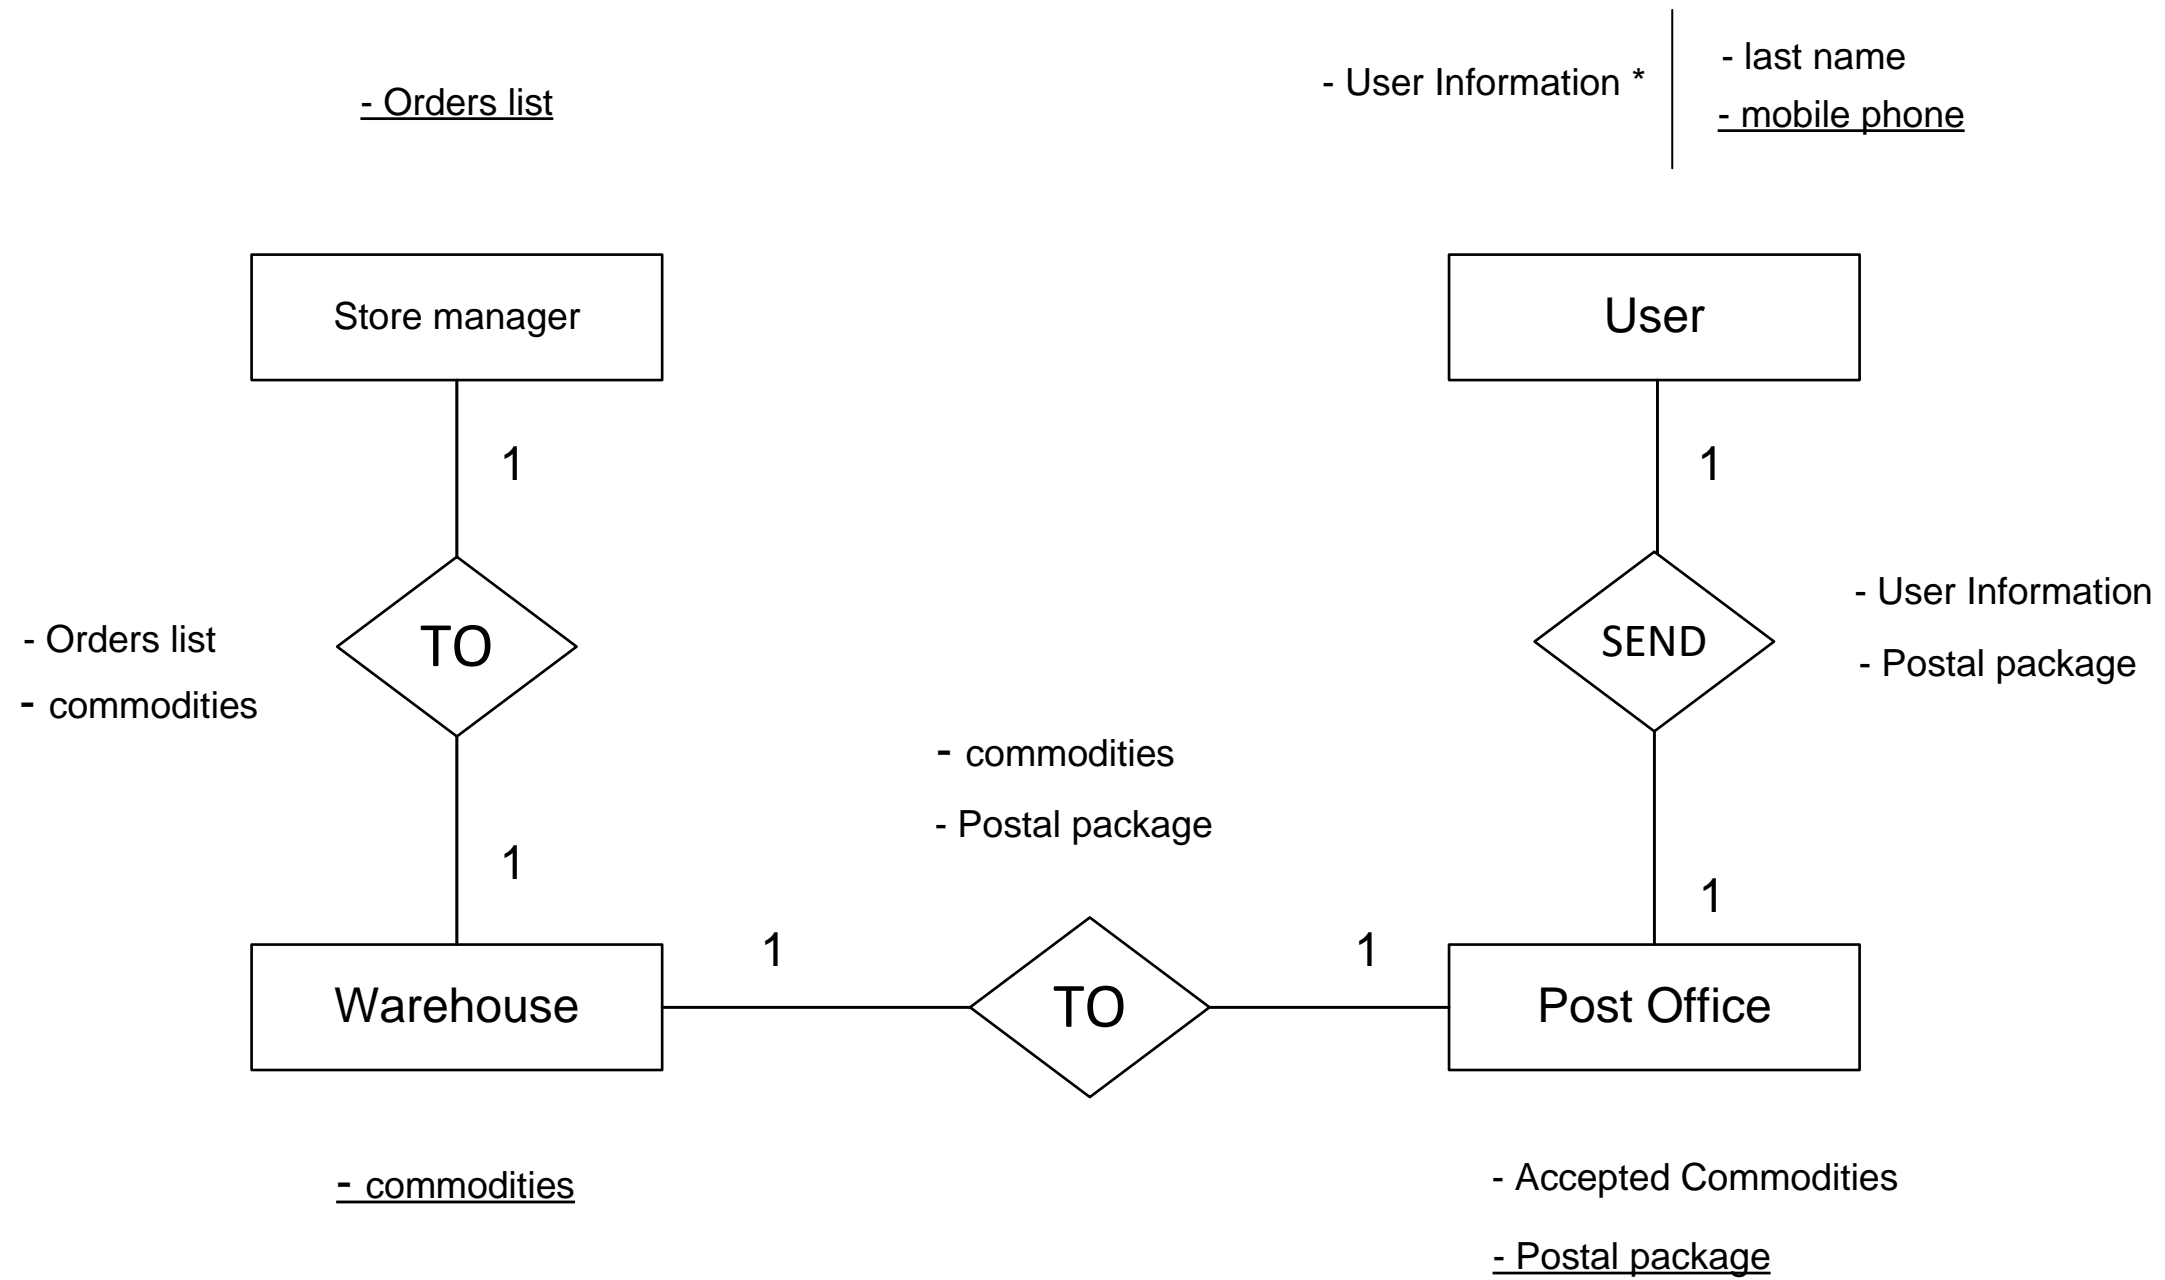 - Orders list
- User Information *
- last name
- mobile phone
Store manager
User
1
1
TO
- Orders list
- commodities
SEND
- User Information
- Postal package
- commodities
- Postal package
1
1
Warehouse
1
TO
1
Post Office
- commodities
- Accepted Commodities
- Postal package